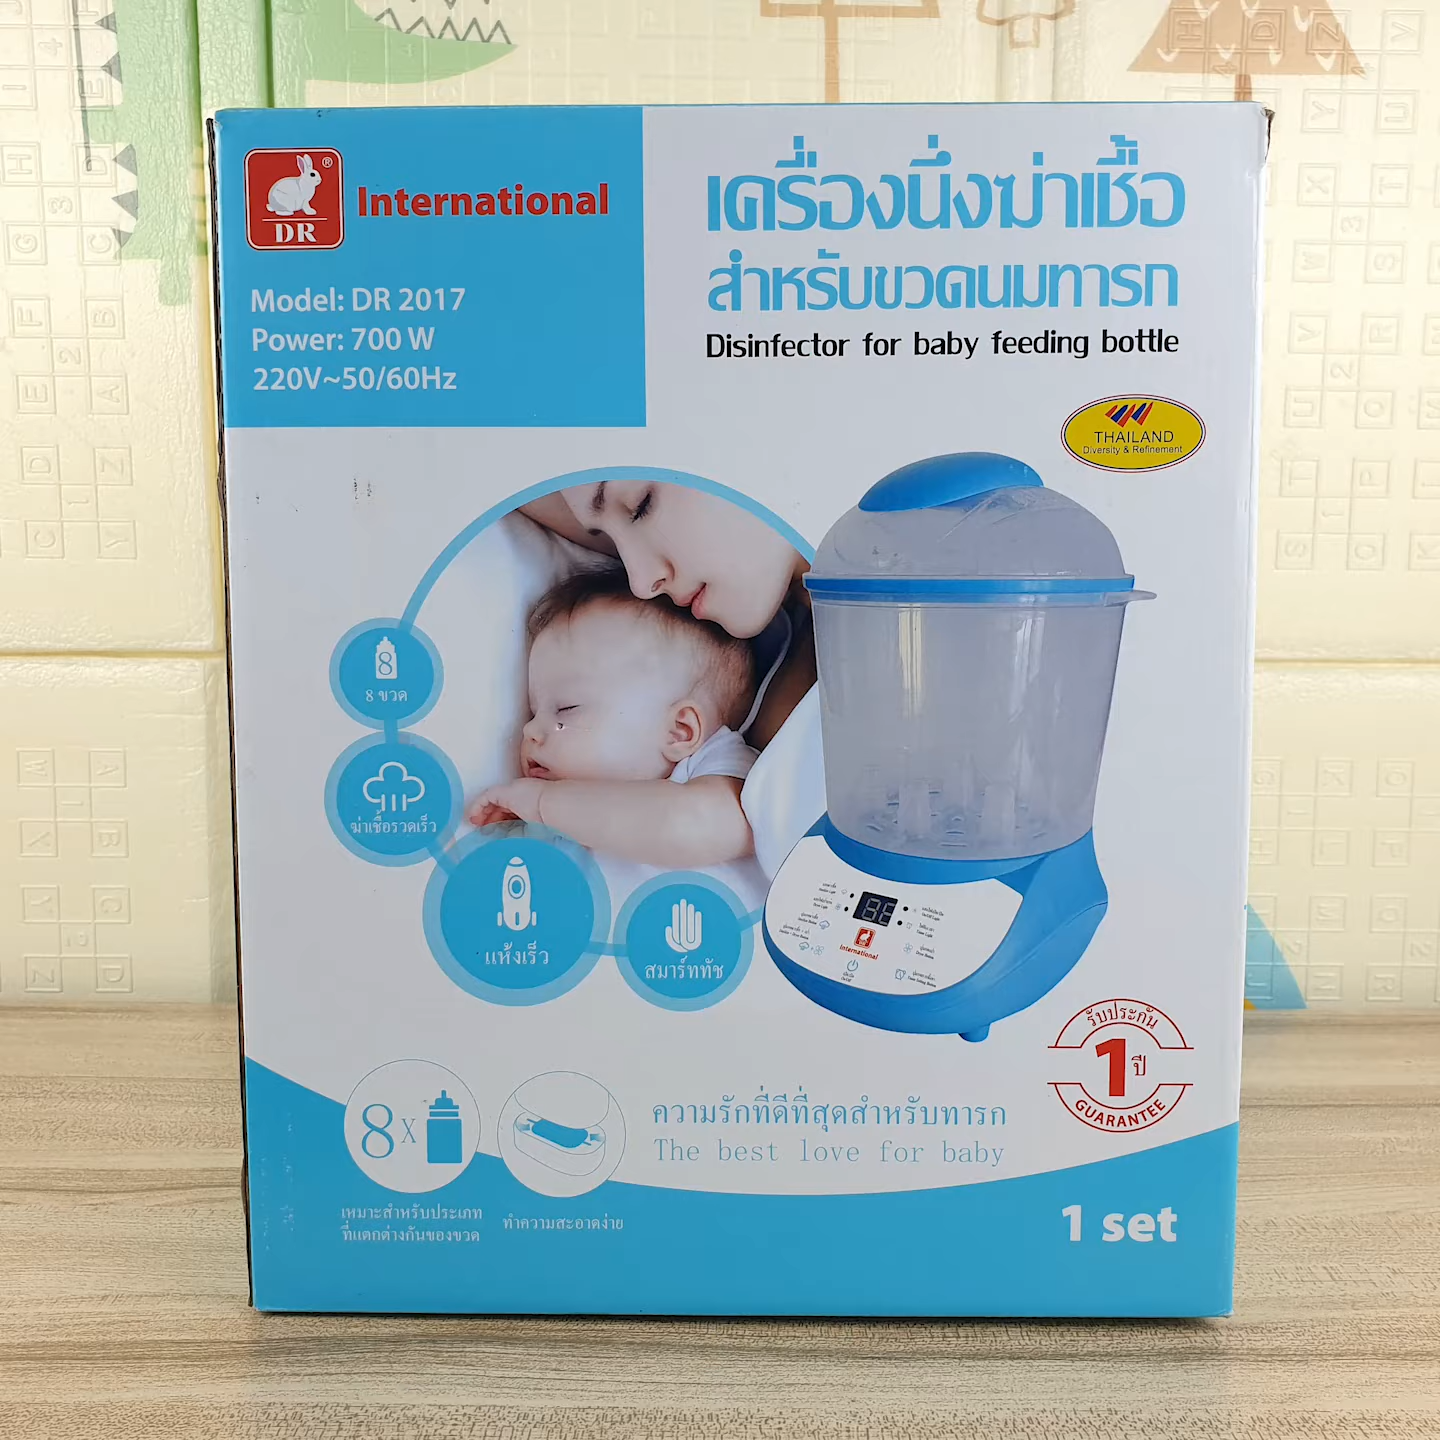 DR
®
International
Model: DR 2017
Power: 700 W
220V~50/60Hz
เครื่องนึ่งฆ่าเชื้อ
สำหรับขวดนมทารก
Disinfector for baby feeding bottle
THAILAND
Diversity & Refinement
8
8 ขวด
ฆ่าเชื้อรวดเร็ว
แห้งเร็ว
สมาร์ททัช
International
รับประกัน
1 ปี
GUARANTEE
8x
เหมาะสำหรับประเภท
ที่แตกต่างกันของขวด
ทำความสะอาดง่าย
ความรักที่ดีที่สุดสำหรับทารก
The best love for baby
1 set